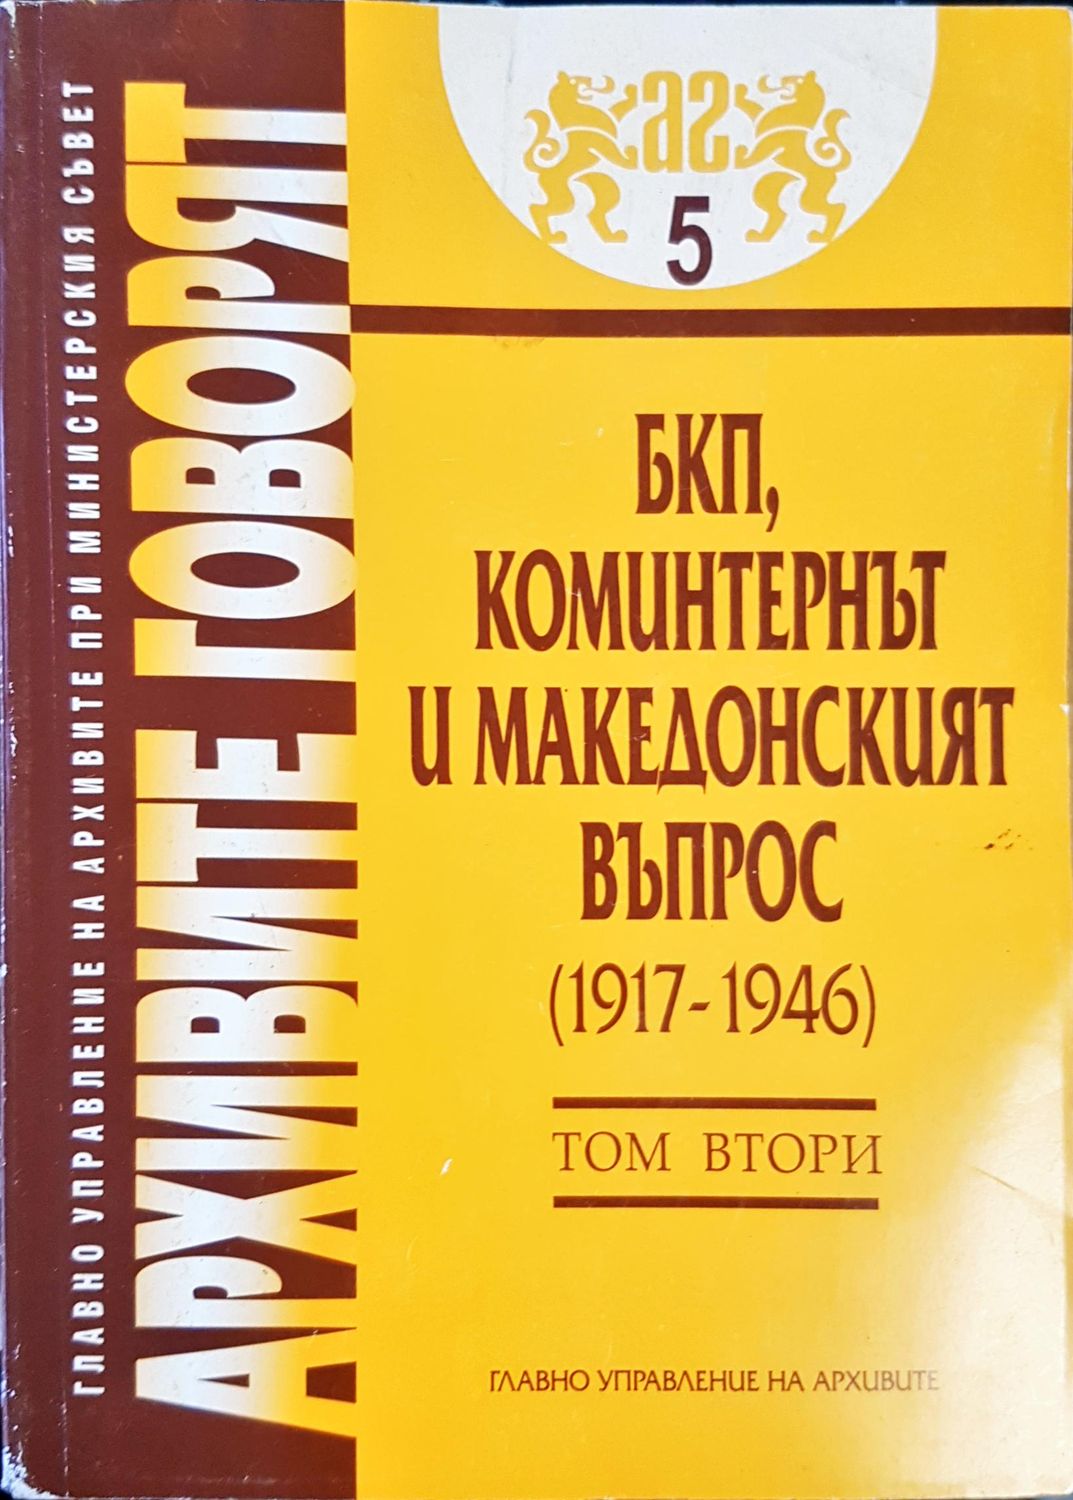 ГЛАВНО УПРАВЛЕНИЕ НА АРХИВИТЕ ПРИ МИНИСТЕРСКИЯ СЪВЕТ
АРХИВИТЕ ГОВОРЯТ
аг
5
БКП,
КОМИНТЕРНЪТ
И МАКЕДОНСКИЯТ
ВЪПРОС
(1917-1946)
ТОМ ВТОРИ
ГЛАВНО УПРАВЛЕНИЕ НА АРХИВИТЕ